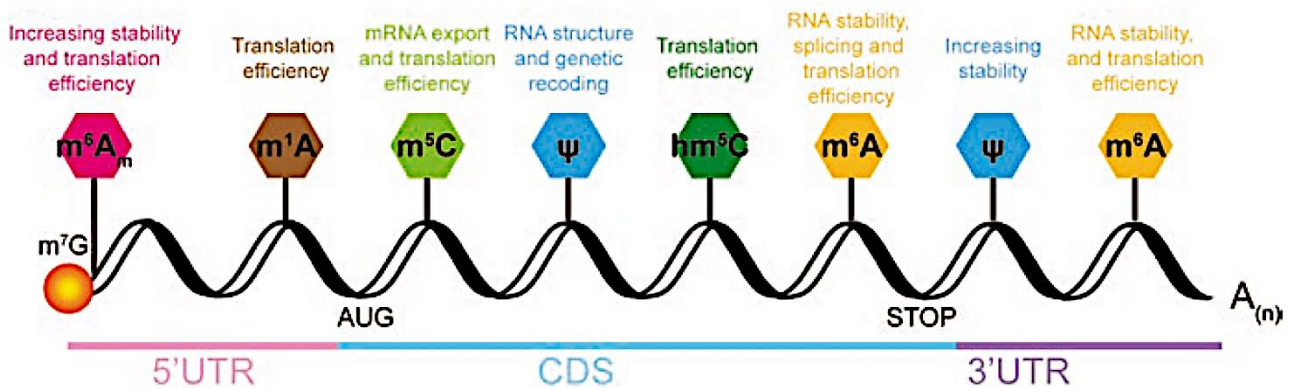 Increasing stability
and translation
efficiency
Translation
efficiency
mRNA export
and translation
efficiency
RNA structure
and genetic
recoding
Translation
efficiency
RNA stability,
splicing and
translation
efficiency
Increasing
stability
RNA stability,
and translation
efficiency
m⁶Aₘ
m¹A
m⁵C
ψ
hm⁵C
m⁶A
ψ
m⁶A
m⁷G
AUG
STOP
A(n)
5'UTR
CDS
3'UTR